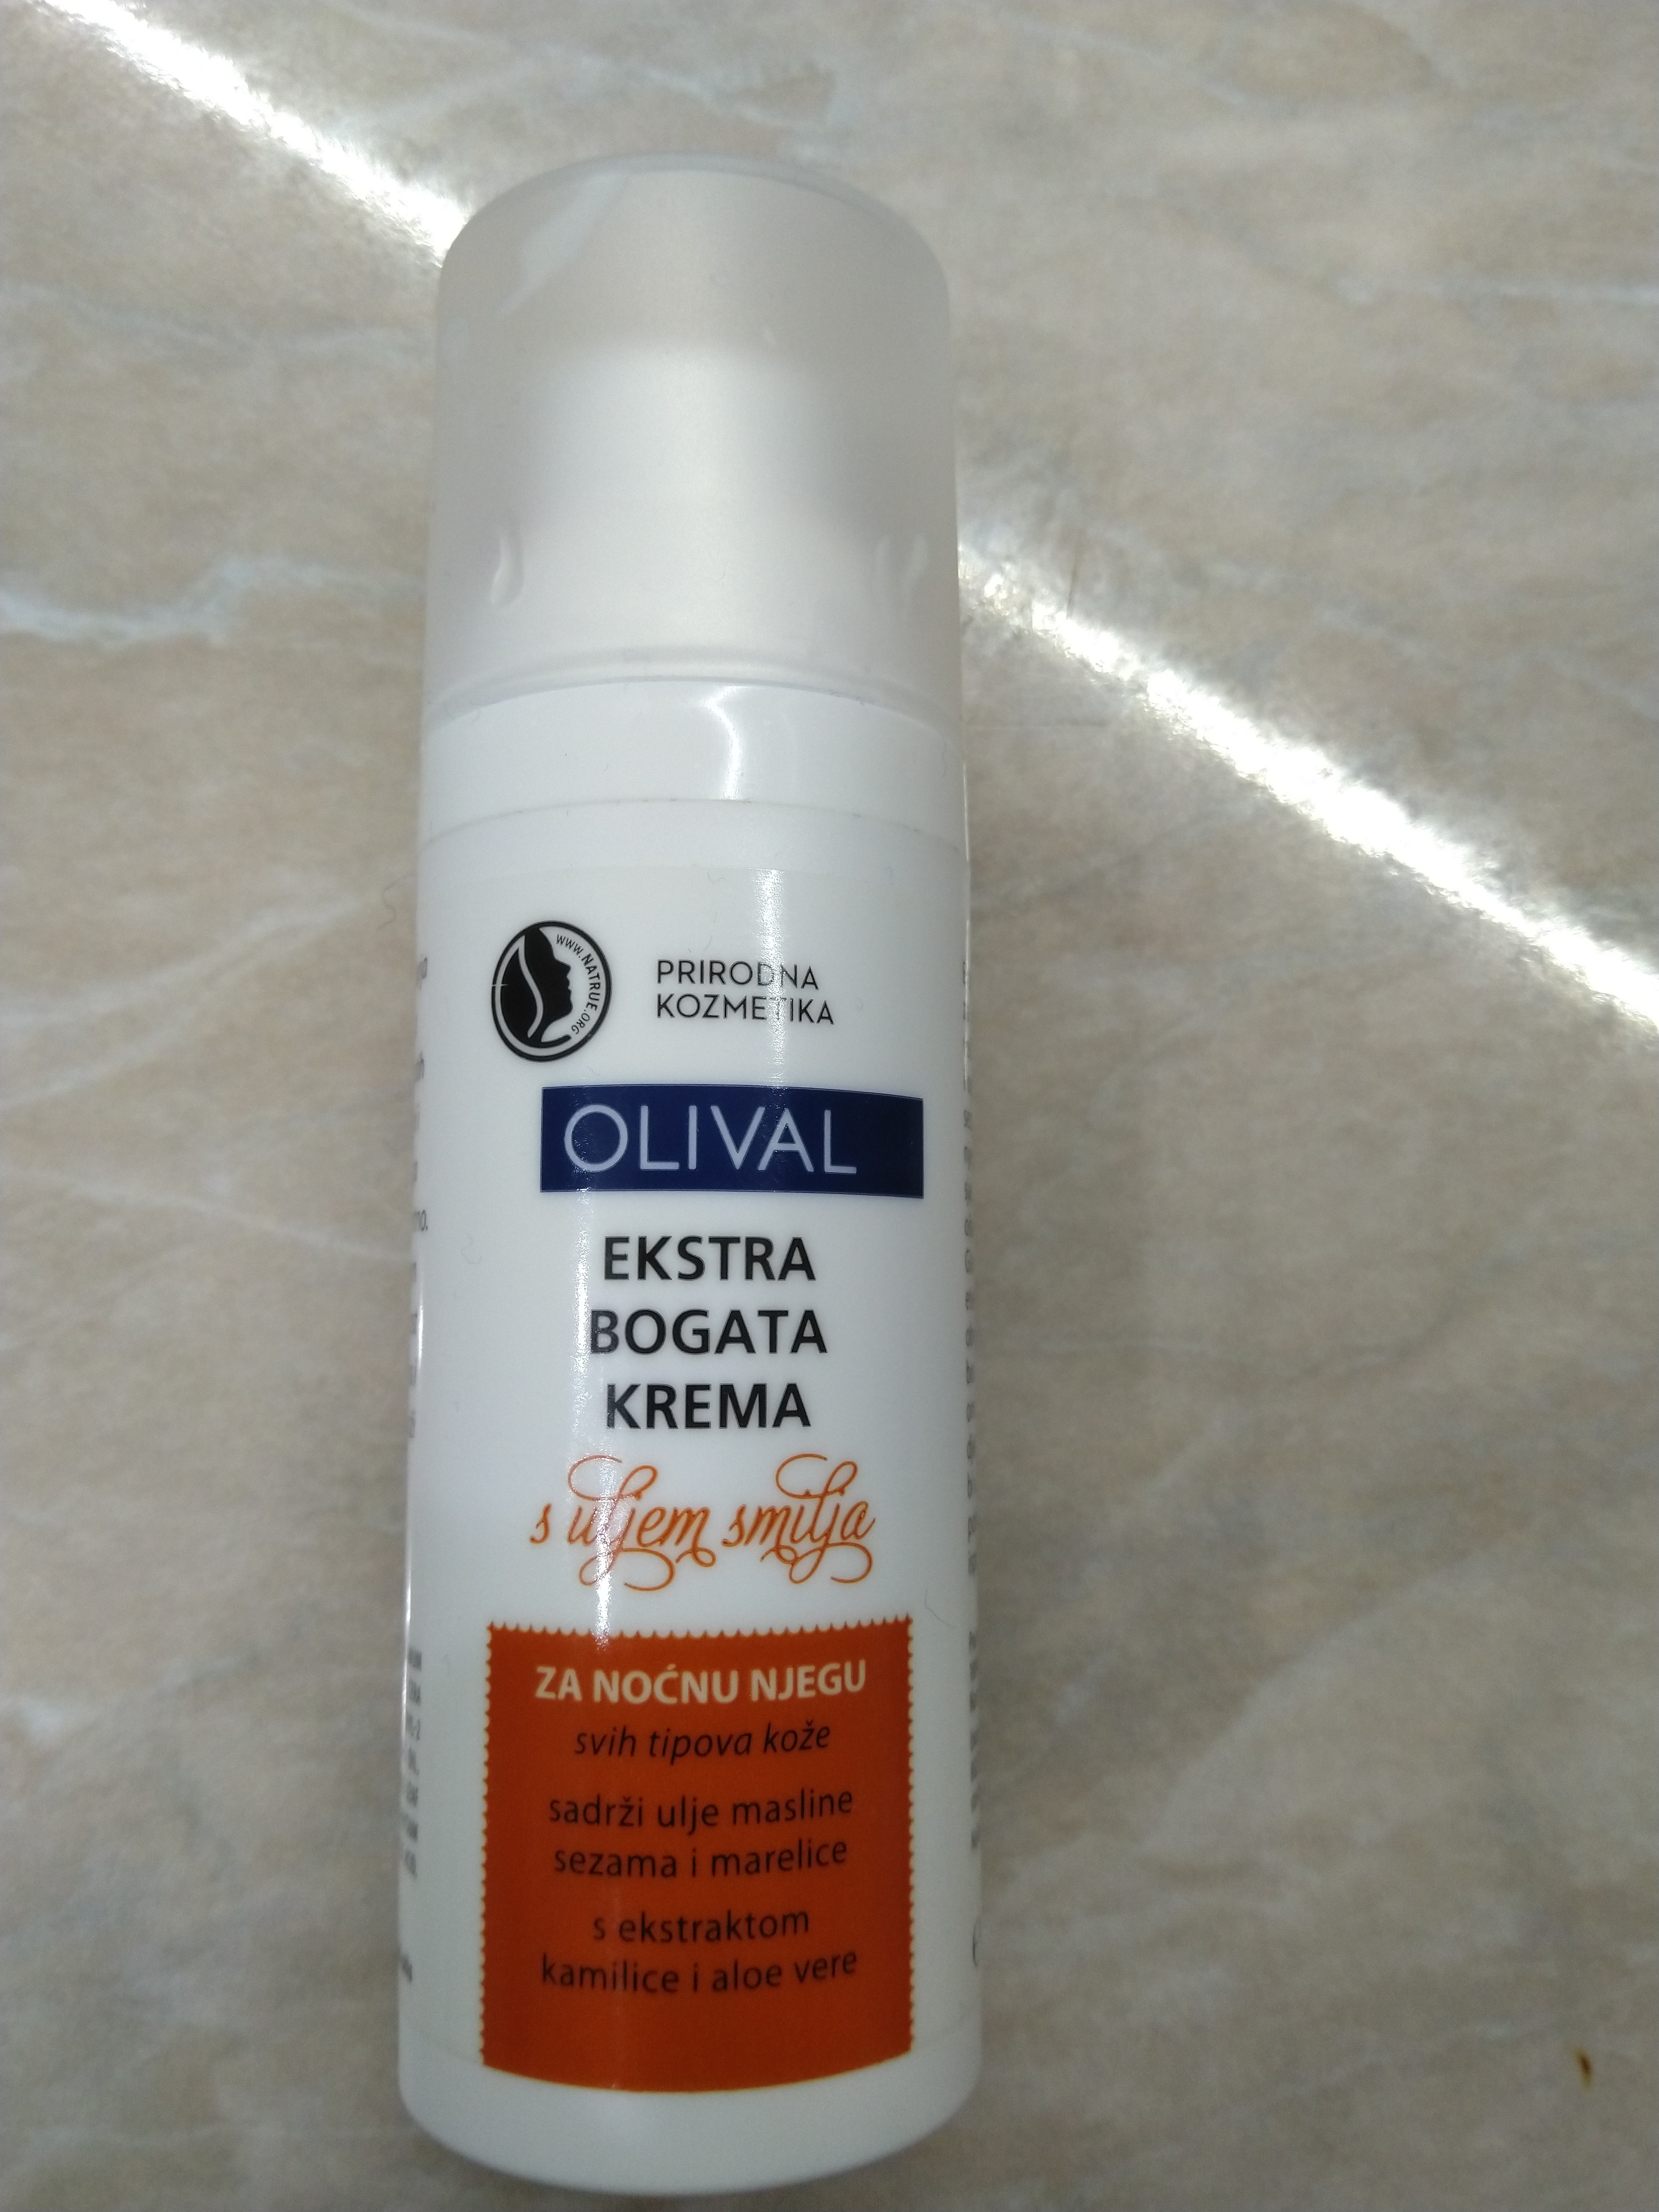 WWW.NATRUE.ORG
PRIRODNA
KOZMETIKA
OLIVAL
EKSTRA
BOGATA
KREMA
s uljem smilja
ZA NOĆNU NJEGU
svih tipova kože
sadrži ulje masline
sezama i marelice
s ekstraktom
kamilice i aloe vere